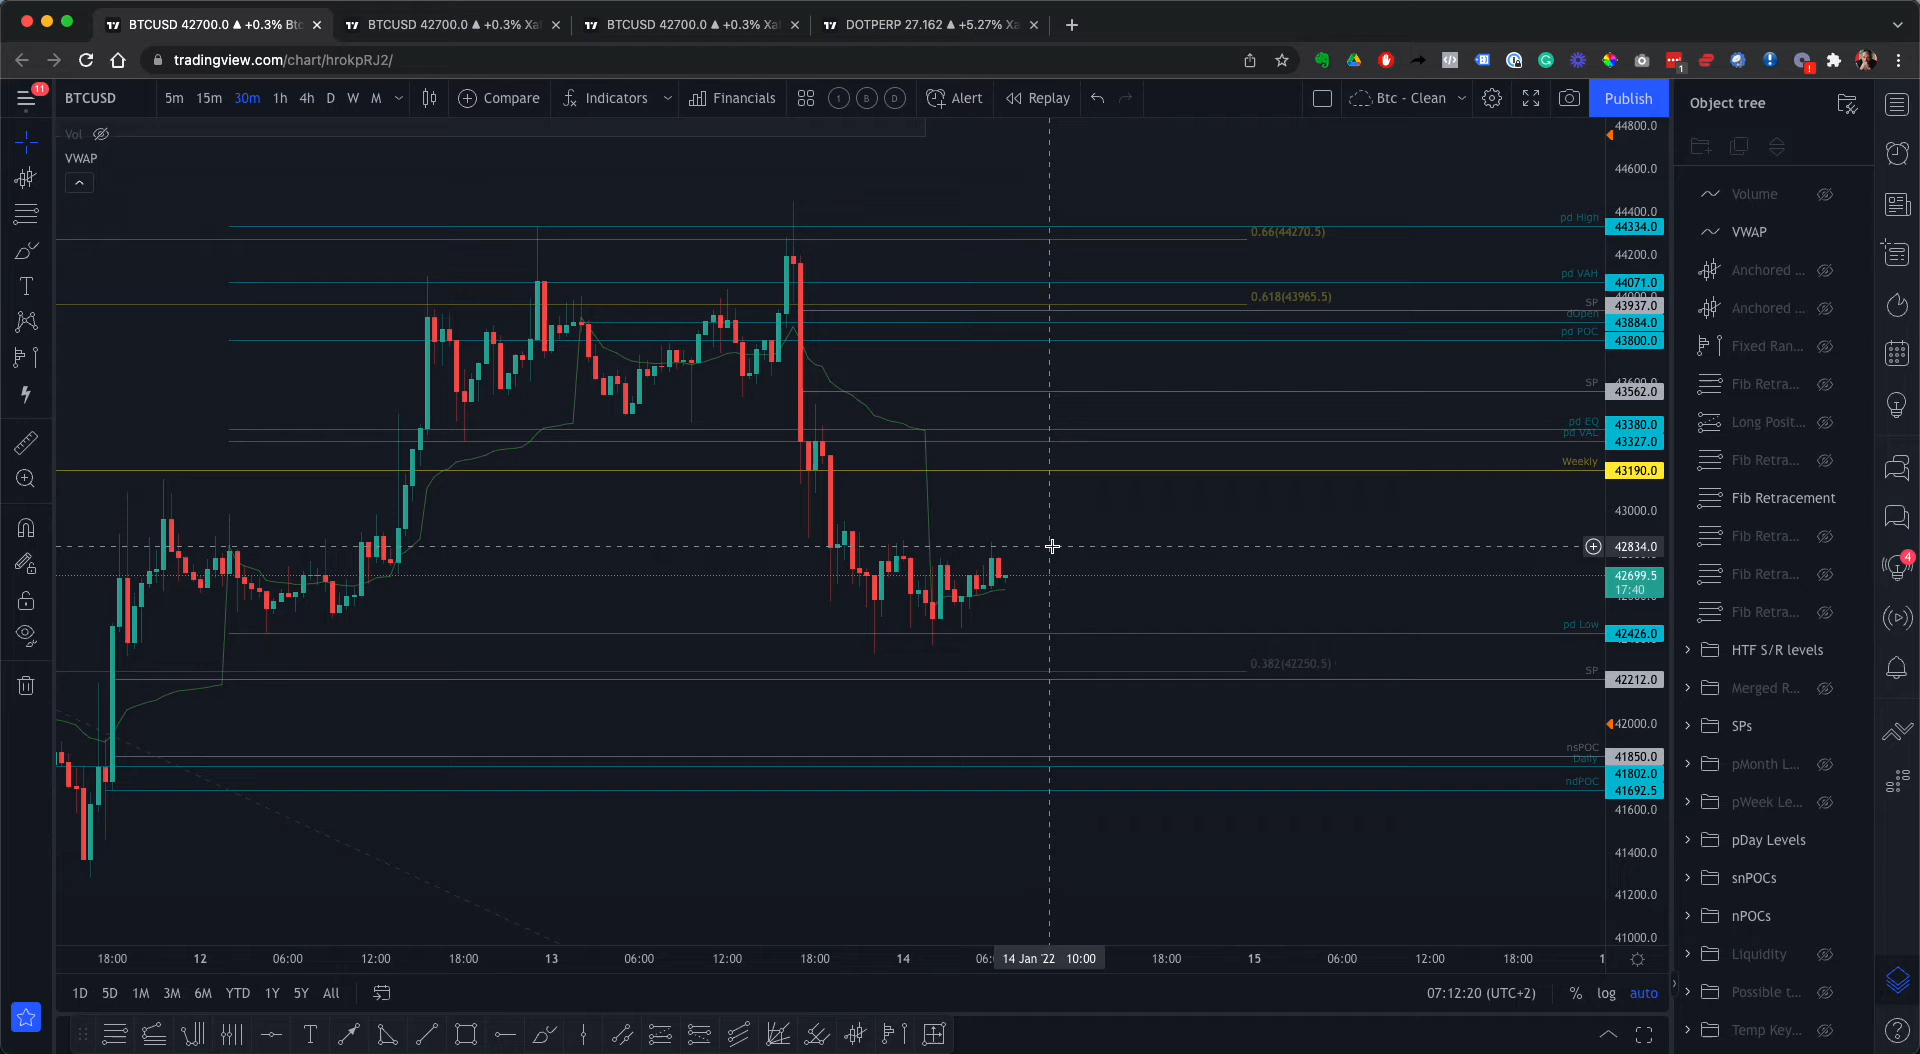 BTCUSD 42700.0 ▲ +0.3% Btc
BTCUSD 42700.0 ▲ +0.3% Xa
BTCUSD 42700.0 ▲ +0.3% Xa
DOTPERP 27.162 ▲ +5.27% Xa
tradingview.com/chart/hrokpRJ2/
11
BTCUSD
5m 15m 30m 1h 4h D W M
Compare
Indicators
Financials
1 B D
Alert
Replay
Btc - Clean
Publish
Object tree
Vol
VWAP
pd High
0.66(44270.5)
pd VAH
0.618(43965.5)
SP
dOpen
pd POC
SP
pd EQ
pd VAL
Weekly
pd Low
0.382(42250.5)
SP
nsPOC
Daily
ndPOC
44800.0
44600.0
44400.0
44334.0
44200.0
44071.0
43937.0
43884.0
43800.0
43562.0
43380.0
43327.0
43190.0
43000.0
42834.0
42699.5
17:40
42426.0
42212.0
42000.0
41850.0
41802.0
41692.5
41600.0
41400.0
41200.0
41000.0
18:00 12 06:00 12:00 18:00 13 06:00 12:00 18:00 14 14 Jan '22 10:00 18:00 15 06:00 12:00 18:00
1D 5D 1M 3M 6M YTD 1Y 5Y All
07:12:20 (UTC+2) % log auto
Volume
VWAP
Anchored ...
Anchored ...
Fixed Ran...
Fib Retra...
Long Posit...
Fib Retra...
Fib Retracement
Fib Retra...
Fib Retra...
Fib Retra...
HTF S/R levels
Merged R...
SPs
pMonth L...
pWeek Le...
pDay Levels
snPOCs
nPOCs
Liquidity
Possible t...
Temp Key...
4